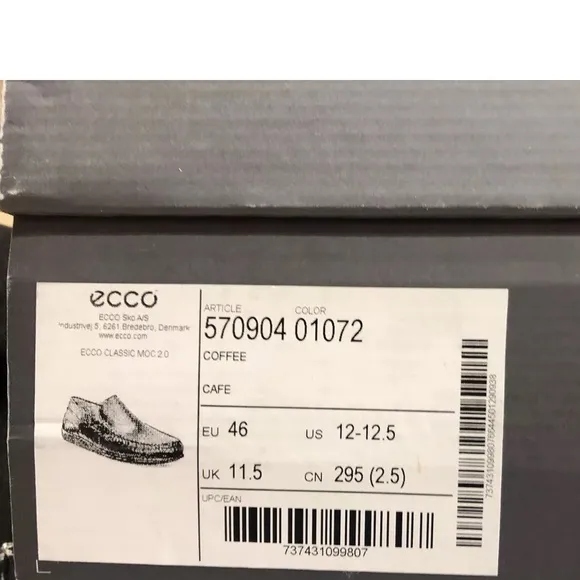 ecco
ECCO Sko A/S
Industrivej 5, 6261 Bredebro, Denmark
www.ecco.com
ECCO CLASSIC MOC 2.0
ARTICLE COLOR
570904 01072
COFFEE
CAFE
EU 46 US 12-12.5
UK 11.5 CN 295 (2.5)
UPC/EAN
737431099807